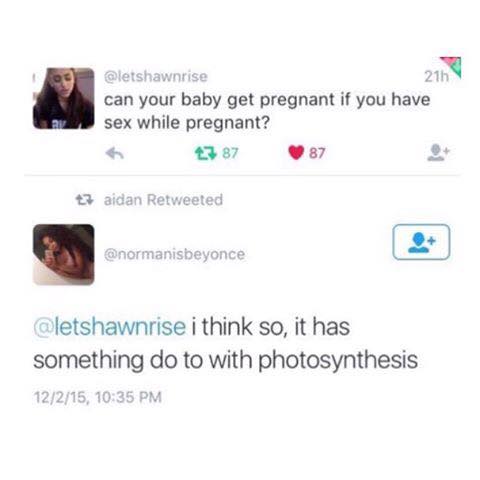 @letshawnrise 21h
can your baby get pregnant if you have
sex while pregnant?
87 87
aidan Retweeted
@normanisbeyonce
@letshawnrise i think so, it has
something do to with photosynthesis
12/2/15, 10:35 PM